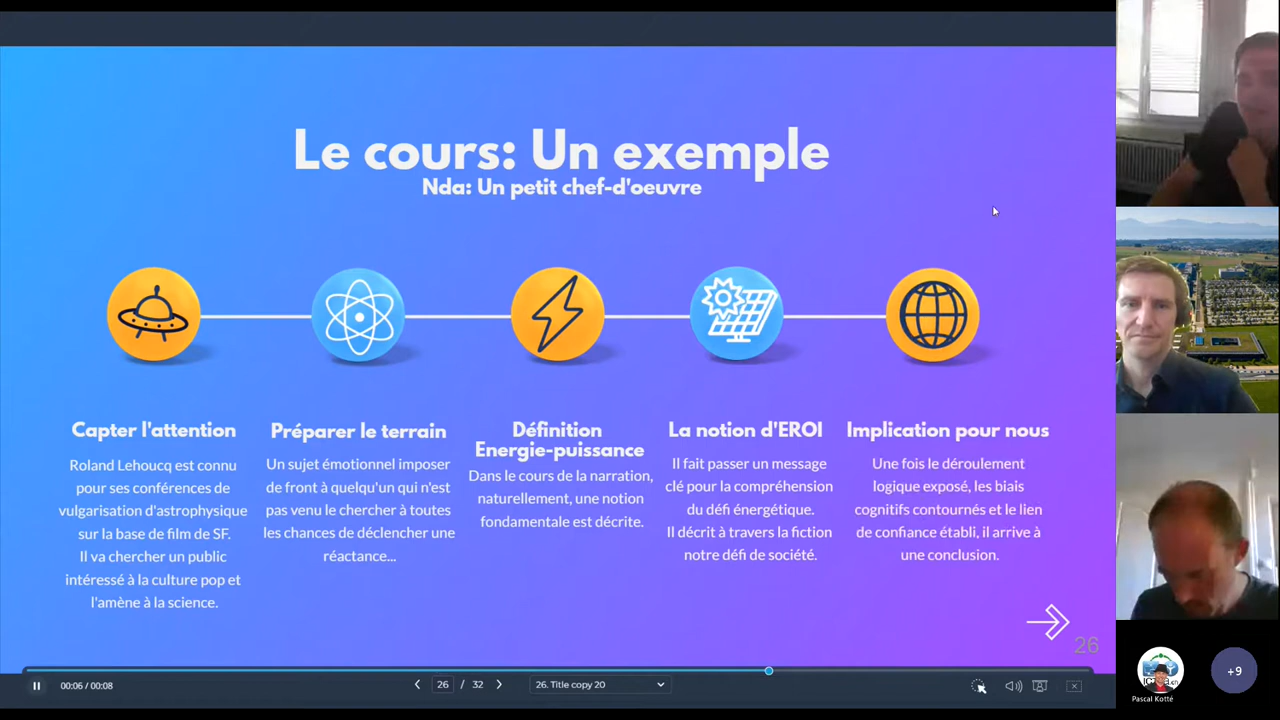 Le cours: Un exemple
Nda: Un petit chef-d'oeuvre
Capter l'attention
Roland Lehoucq est connu
pour ses conférences de
vulgarisation d'astrophysique
sur la base de film de SF.
Il va chercher un public
intéressé à la culture pop et
l'amène à la science.
Préparer le terrain
Un sujet émotionnel imposer
de front à quelqu'un qui n'est
pas venu le chercher à toutes
les chances de déclencher une
réactance...
Définition
Energie-puissance
Dans le cours de la narration,
naturellement, une notion
fondamentale est décrite.
La notion d'EROI
Il fait passer un message
clé pour la compréhension
du défi énergétique.
Il décrit à travers la fiction
notre défi de société.
Implication pour nous
Une fois le déroulement
logique exposé, les biais
cognitifs contournés et le lien
de confiance établi, il arrive à
une conclusion.
26
00:06 / 00:08
26 / 32
26. Title copy 20
Pascal Kotté
+9